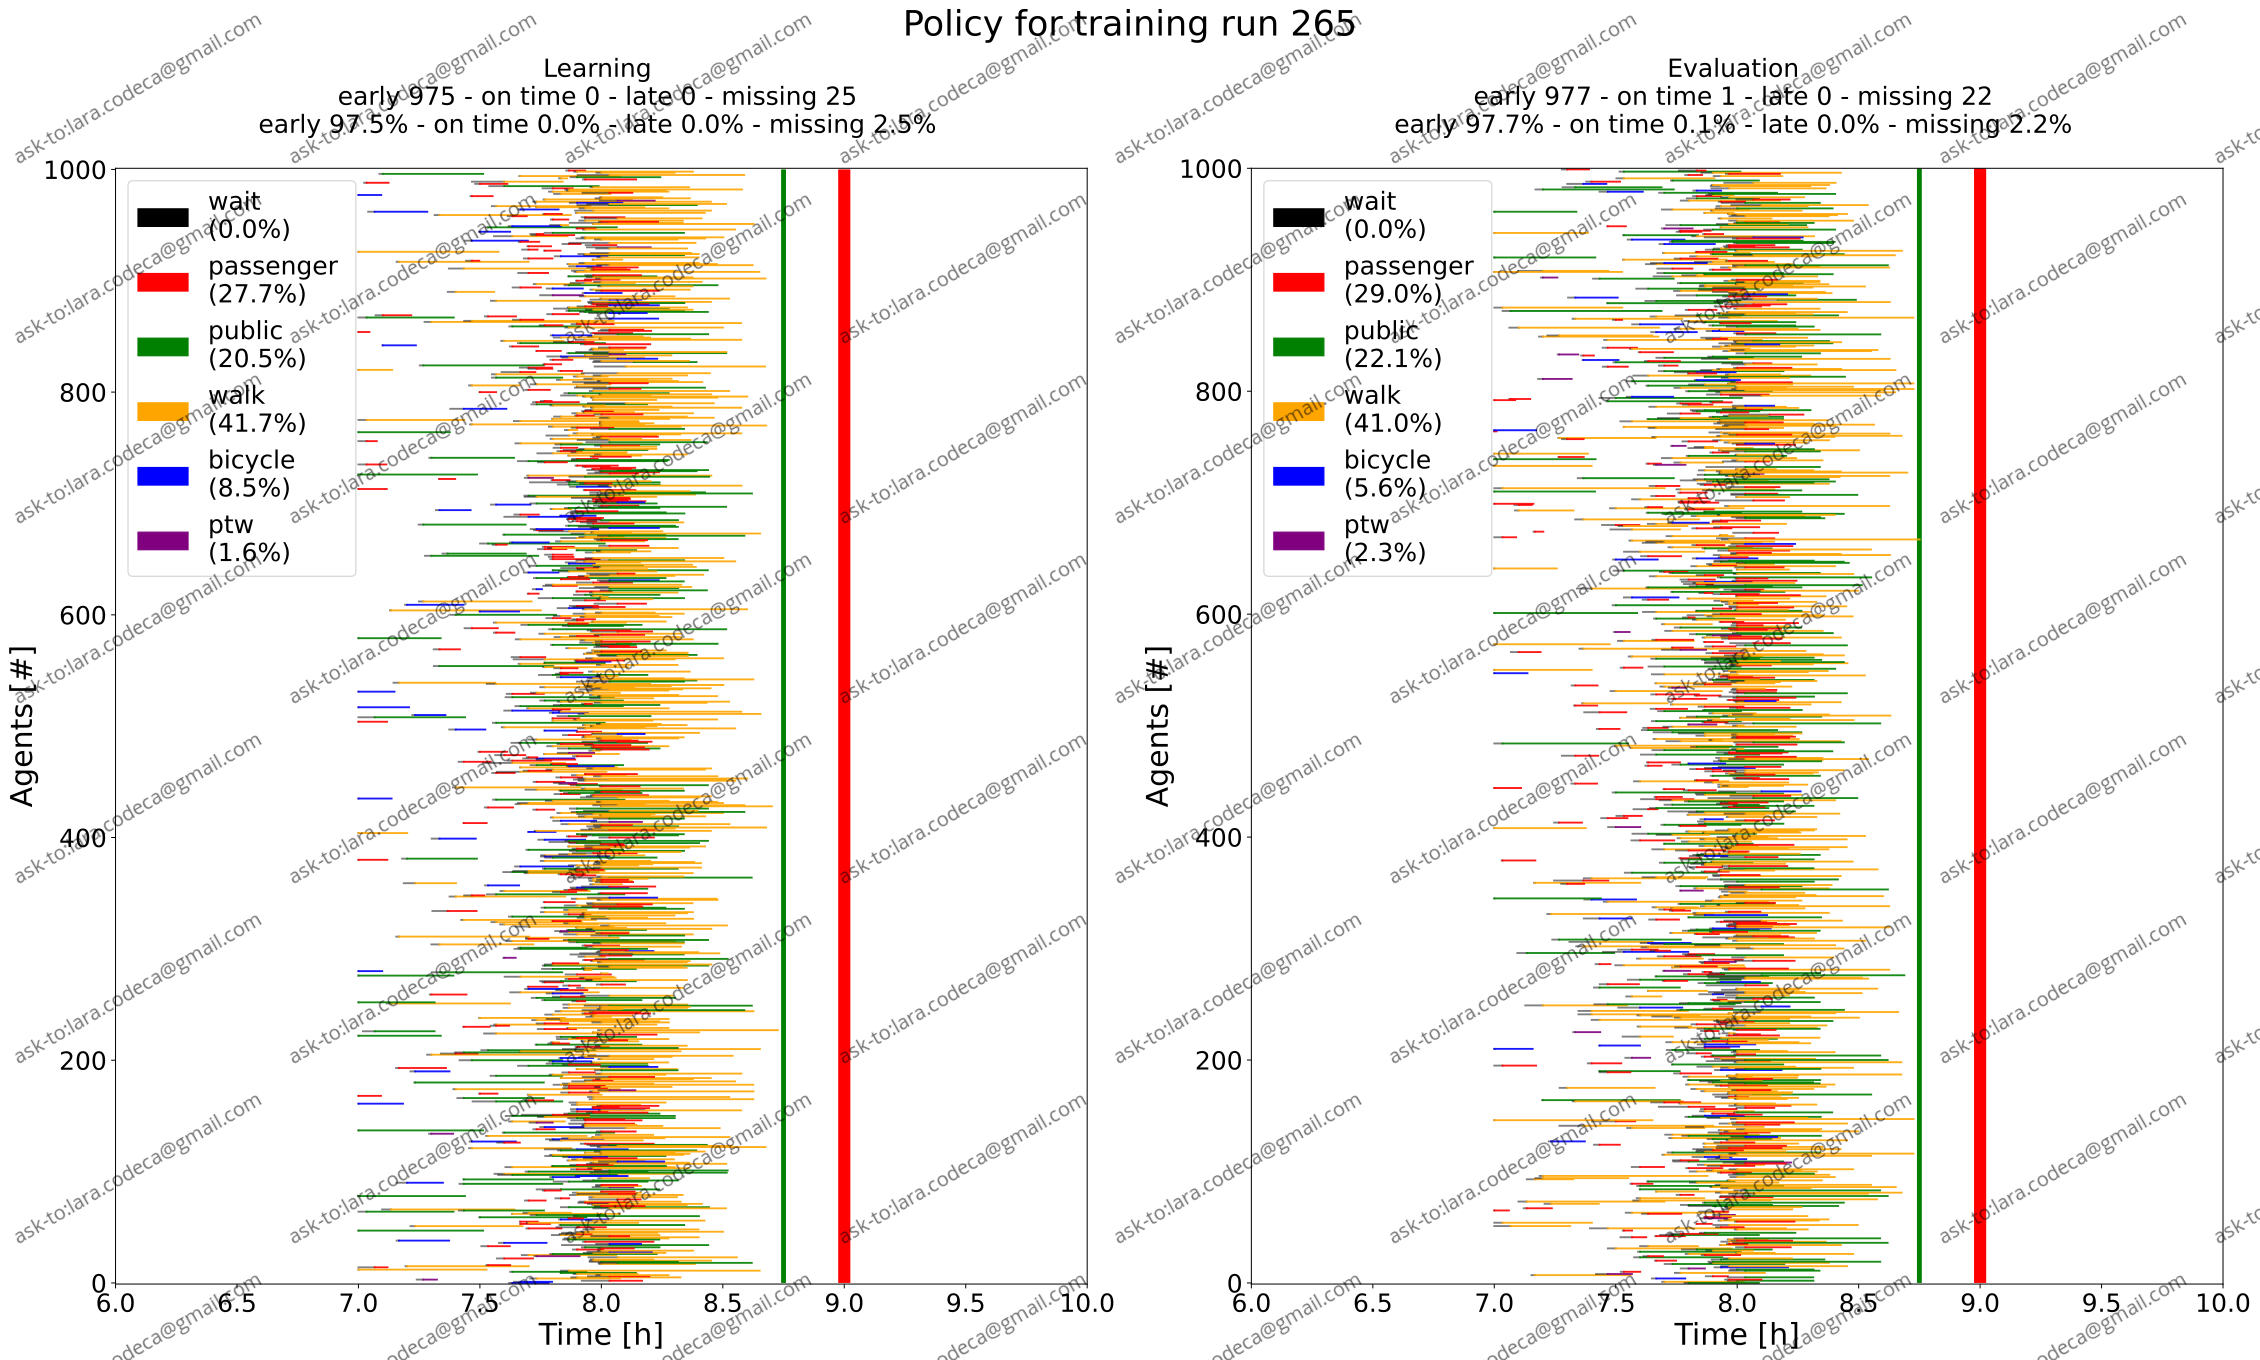 Policy for training run 265
Learning
early 975 - on time 0 - late 0 - missing 25
early 97.5% - on time 0.0% - late 0.0% - missing 2.5%
Agents [#]
1000
800
600
400
200
0
wait
(0.0%)
passenger
(27.7%)
public
(20.5%)
walk
(41.7%)
bicycle
(8.5%)
ptw
(1.6%)
6.0 6.5 7.0 7.5 8.0 8.5 9.0 9.5 10.0
Time [h]
Evaluation
early 977 - on time 1 - late 0 - missing 22
early 97.7% - on time 0.1% - late 0.0% - missing 2.2%
Agents [#]
1000
800
600
400
200
0
wait
(0.0%)
passenger
(29.0%)
public
(22.1%)
walk
(41.0%)
bicycle
(5.6%)
ptw
(2.3%)
6.0 6.5 7.0 7.5 8.0 8.5 9.0 9.5 10.0
Time [h]
ask-to:lara.codeca@gmail.com